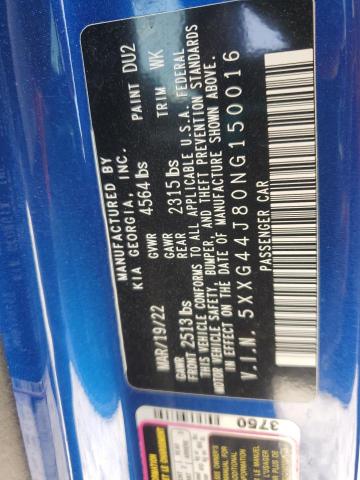 MANUFACTURED BY
KIA GEORGIA, INC.
PAINT DU2
MAR/19/22
GVWR 4564 lbs
TRIM WK
GAWR FRONT 2513 lbs
GAWR REAR 2315 lbs
THIS VEHICLE CONFORMS TO ALL APPLICABLE U.S.A. FEDERAL
MOTOR VEHICLE SAFETY, BUMPER, AND THEFT PREVENTION STANDARDS
IN EFFECT ON THE DATE OF MANUFACTURE SHOWN ABOVE.
V.I.N. 5XXG44J80NG150016
PASSENGER CAR
3750